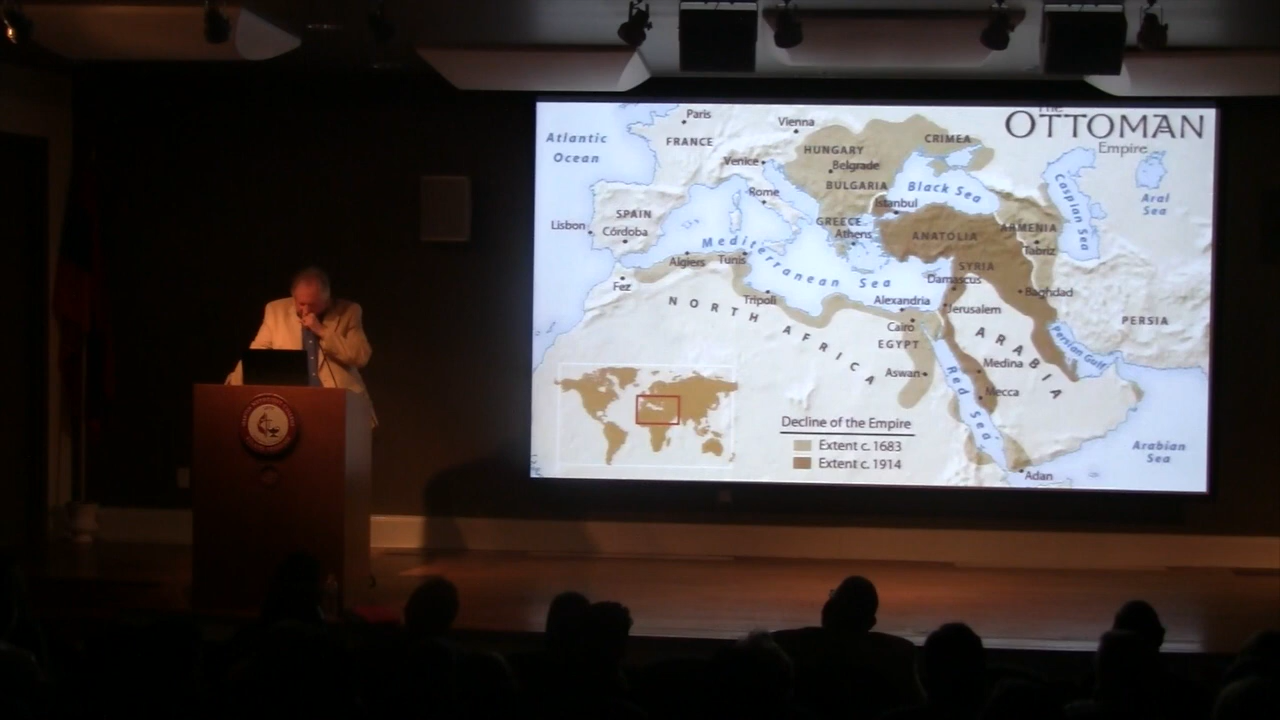 The
OTTOMAN
Empire
Paris
Vienna
Atlantic
Ocean
FRANCE
CRIMEA
HUNGARY
Venice
Belgrade
BULGARIA
Black Sea
Caspian Sea
Aral
Sea
Rome
Istanbul
SPAIN
Lisbon
Córdoba
GREECE
Athens
ANATOLIA
ARMENIA
Tabriz
Mediterranean Sea
Algiers
Tunis
SYRIA
Damascus
Fez
Tripoli
Alexandria
Baghdad
Jerusalem
NORTH AFRICA
Cairo
EGYPT
PERSIA
ARABIA
Persian Gulf
Aswan
Medina
Red Sea
Mecca
Decline of the Empire
Extent c. 1683
Extent c. 1914
Arabian
Sea
Adan